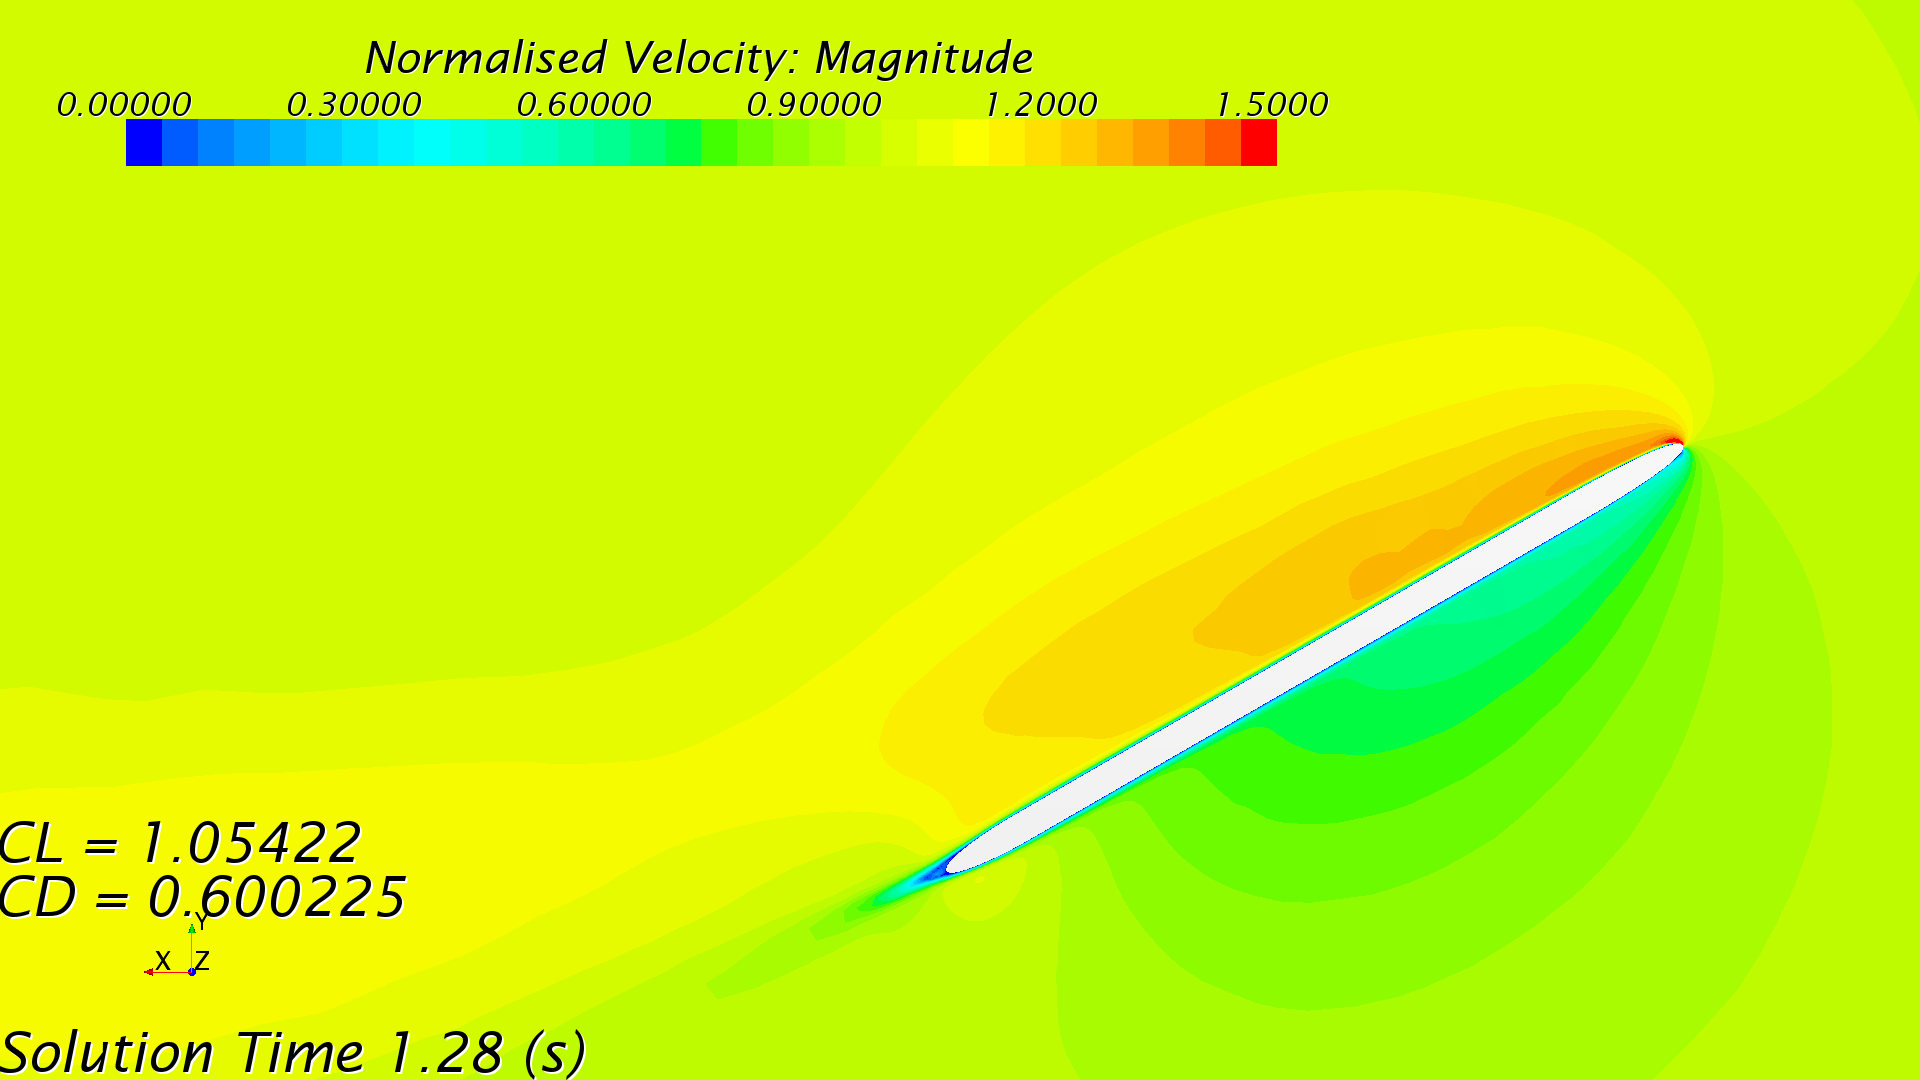 Normalised Velocity: Magnitude
0.00000 0.30000 0.60000 0.90000 1.2000 1.5000
CL = 1.05422
CD = 0.600225
Y
X Z
Solution Time 1.28 (s)